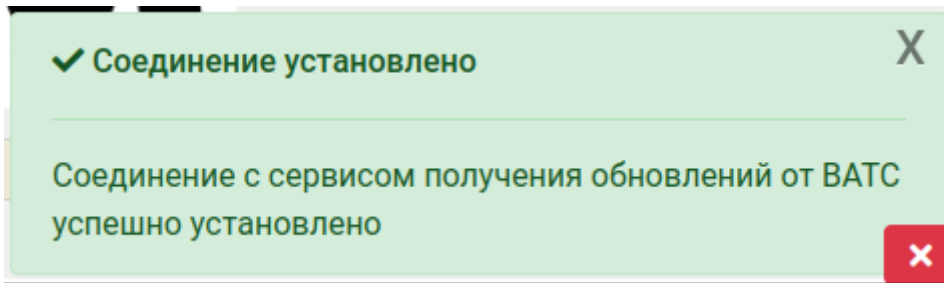 ✔ Соединение установлено X
Соединение с сервисом получения обновлений от ВАТС
успешно установлено